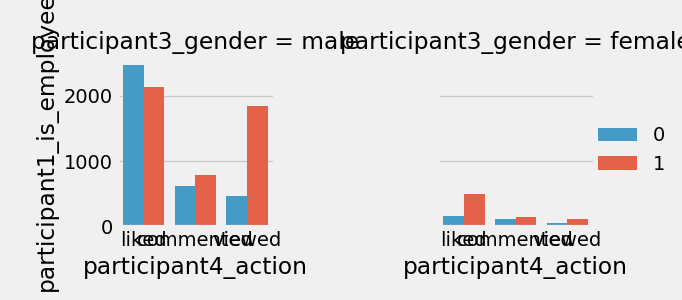 participant3_gender = male
participant3_gender = female
participant1_is_employee
2000
1000
0
liked
commented
viewed
participant4_action
liked
commented
viewed
participant4_action
0
1